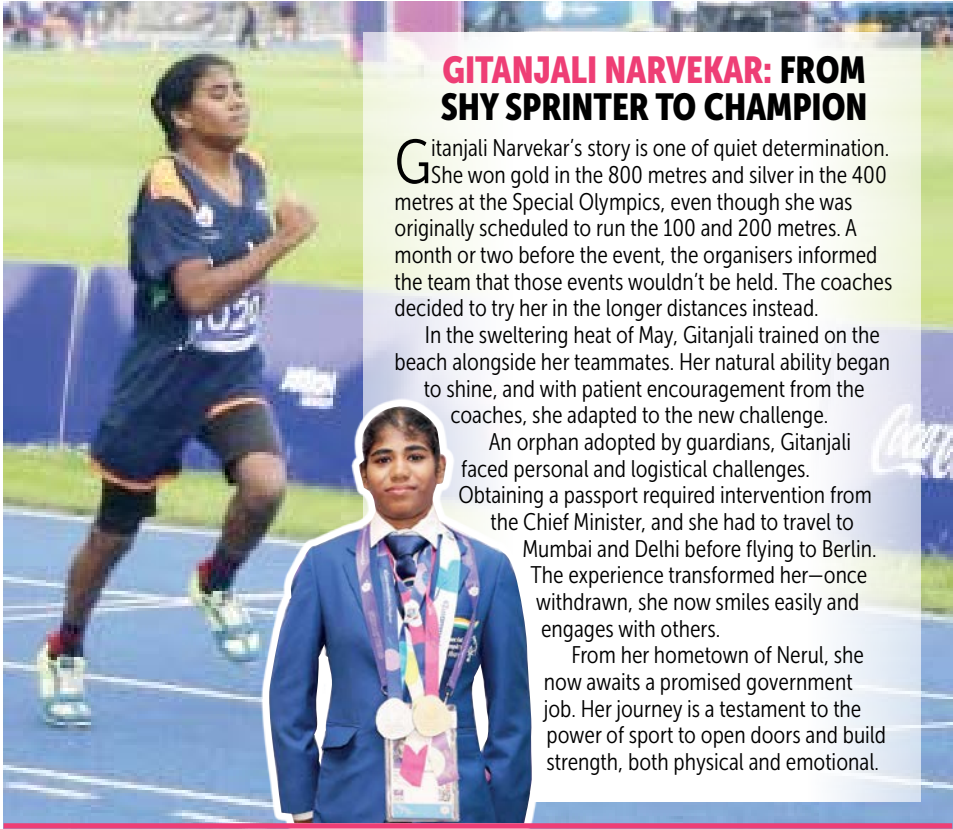 GITANJALI NARVEKAR: FROM
SHY SPRINTER TO CHAMPION
Gitanjali Narvekar's story is one of quiet determination.
She won gold in the 800 metres and silver in the 400
metres at the Special Olympics, even though she was
originally scheduled to run the 100 and 200 metres. A
month or two before the event, the organisers informed
the team that those events wouldn't be held. The coaches
decided to try her in the longer distances instead.
In the sweltering heat of May, Gitanjali trained on the
beach alongside her teammates. Her natural ability began
to shine, and with patient encouragement from the
coaches, she adapted to the new challenge.
An orphan adopted by guardians, Gitanjali
faced personal and logistical challenges.
Obtaining a passport required intervention from
the Chief Minister, and she had to travel to
Mumbai and Delhi before flying to Berlin.
The experience transformed her—once
withdrawn, she now smiles easily and
engages with others.
From her hometown of Nerul, she
now awaits a promised government
job. Her journey is a testament to the
power of sport to open doors and build
strength, both physical and emotional.